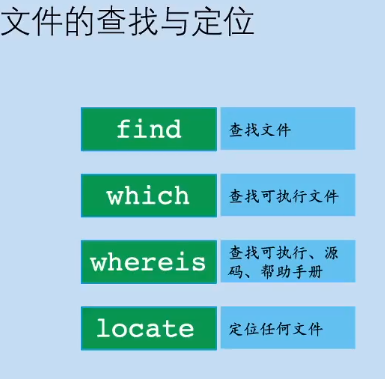 文件的查找与定位
find
查找文件
which
查找可执行文件
whereis
查找可执行、源
码、帮助手册
locate
定位任何文件